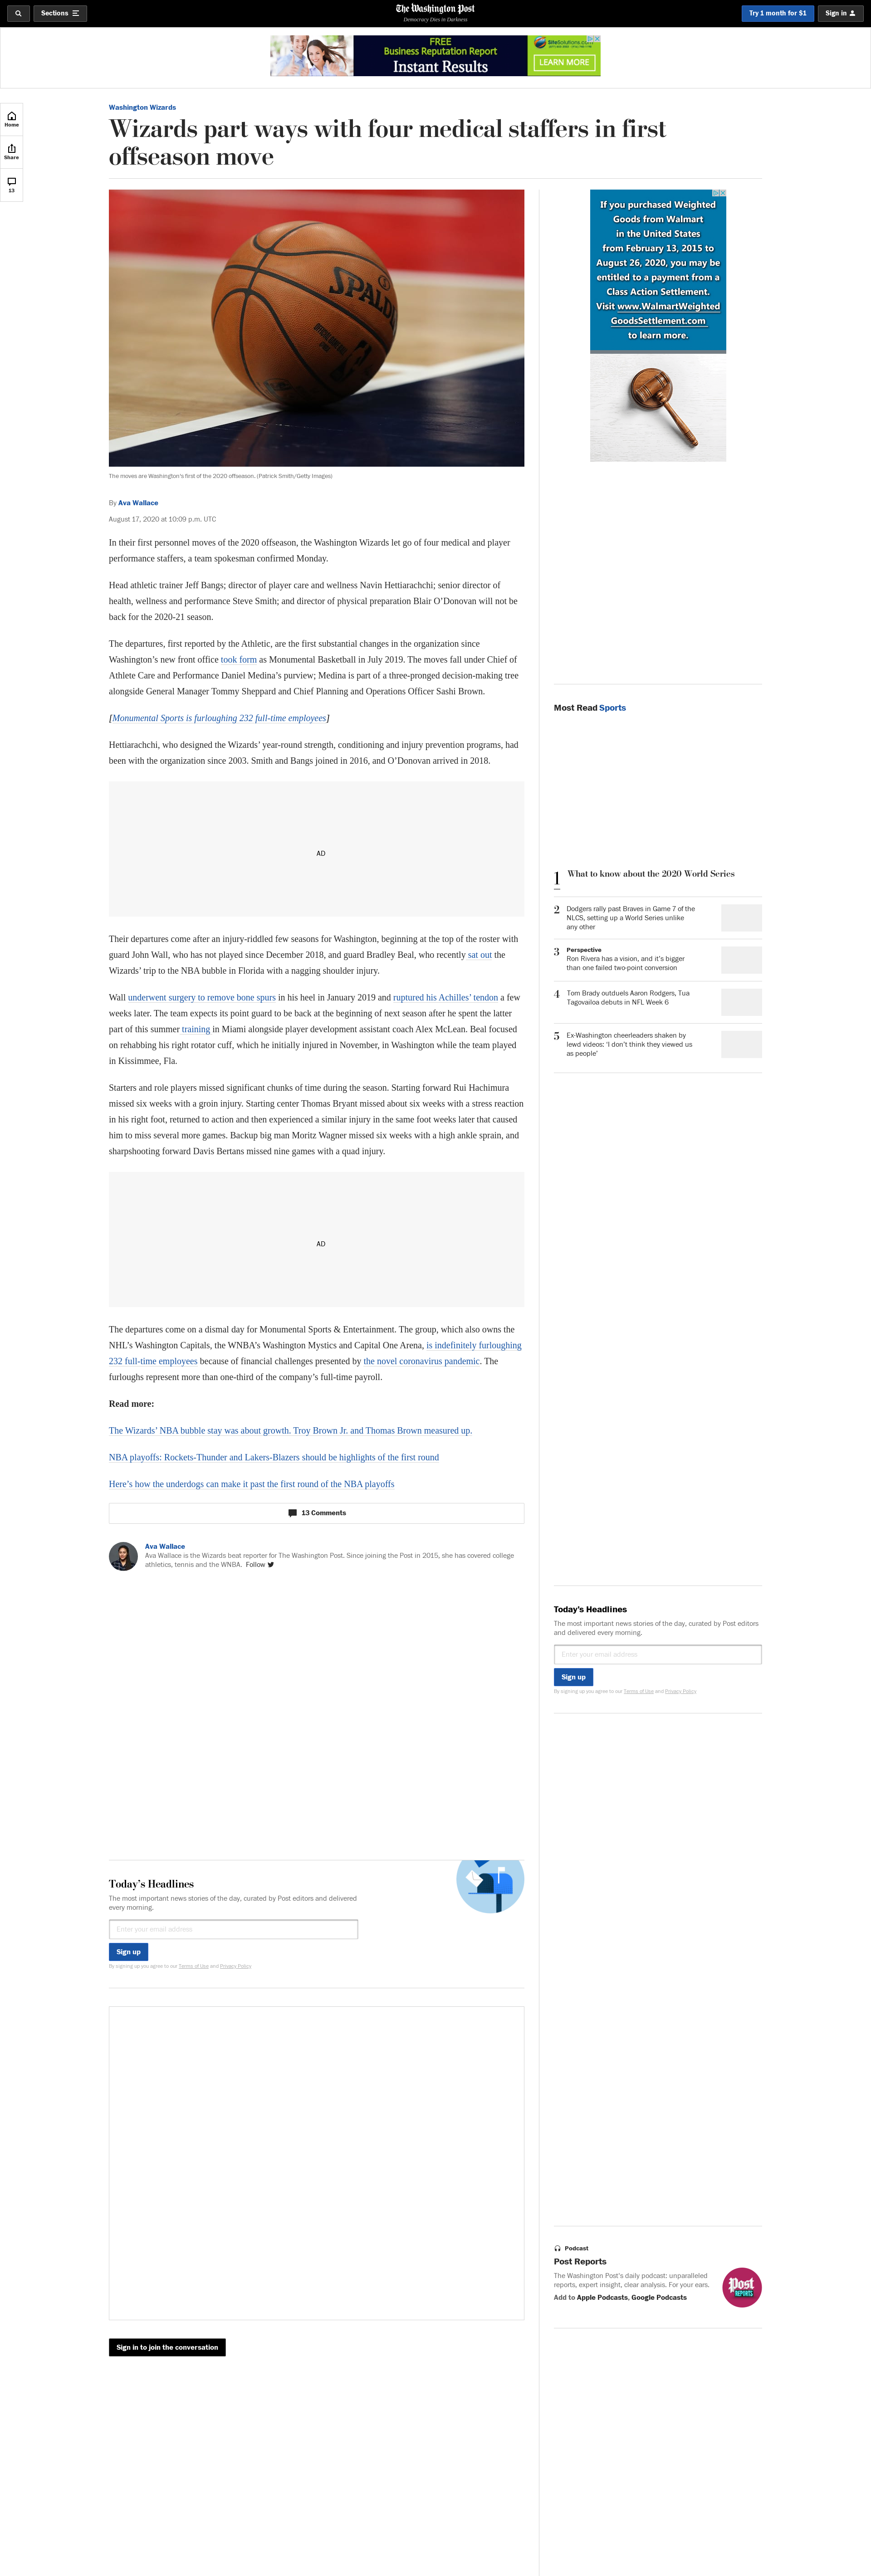 Sections
The Washington Post
Democracy Dies in Darkness
Try 1 month for $1
Sign in
FREE
Business Reputation Report
Instant Results
SiteSolutions.com
LEARN MORE
Home
Share
13
Washington Wizards
Wizards part ways with four medical staffers in first
offseason move
SPALDING
The moves are Washington's first of the 2020 offseason. (Patrick Smith/Getty Images)
By Ava Wallace
August 17, 2020 at 10:09 p.m. UTC
In their first personnel moves of the 2020 offseason, the Washington Wizards let go of four medical and player
performance staffers, a team spokesman confirmed Monday.
Head athletic trainer Jeff Bangs; director of player care and wellness Navin Hettiarachchi; senior director of
health, wellness and performance Steve Smith; and director of physical preparation Blair O’Donovan will not be
back for the 2020-21 season.
The departures, first reported by the Athletic, are the first substantial changes in the organization since
Washington’s new front office took form as Monumental Basketball in July 2019. The moves fall under Chief of
Athlete Care and Performance Daniel Medina’s purview; Medina is part of a three-pronged decision-making tree
alongside General Manager Tommy Sheppard and Chief Planning and Operations Officer Sashi Brown.
[Monumental Sports is furloughing 232 full-time employees]
Hettiarachchi, who designed the Wizards’ year-round strength, conditioning and injury prevention programs, had
been with the organization since 2003. Smith and Bangs joined in 2016, and O’Donovan arrived in 2018.
AD
Their departures come after an injury-riddled few seasons for Washington, beginning at the top of the roster with
guard John Wall, who has not played since December 2018, and guard Bradley Beal, who recently sat out the
Wizards’ trip to the NBA bubble in Florida with a nagging shoulder injury.
Wall underwent surgery to remove bone spurs in his heel in January 2019 and ruptured his Achilles’ tendon a few
weeks later. The team expects its point guard to be back at the beginning of next season after he spent the latter
part of this summer training in Miami alongside player development assistant coach Alex McLean. Beal focused
on rehabbing his right rotator cuff, which he initially injured in November, in Washington while the team played
in Kissimmee, Fla.
Starters and role players missed significant chunks of time during the season. Starting forward Rui Hachimura
missed six weeks with a groin injury. Starting center Thomas Bryant missed about six weeks with a stress reaction
in his right foot, returned to action and then experienced a similar injury in the same foot weeks later that caused
him to miss several more games. Backup big man Moritz Wagner missed six weeks with a high ankle sprain, and
sharpshooting forward Davis Bertans missed nine games with a quad injury.
AD
The departures come on a dismal day for Monumental Sports & Entertainment. The group, which also owns the
NHL’s Washington Capitals, the WNBA’s Washington Mystics and Capital One Arena, is indefinitely furloughing
232 full-time employees because of financial challenges presented by the novel coronavirus pandemic. The
furloughs represent more than one-third of the company’s full-time payroll.
Read more:
The Wizards’ NBA bubble stay was about growth. Troy Brown Jr. and Thomas Brown measured up.
NBA playoffs: Rockets-Thunder and Lakers-Blazers should be highlights of the first round
Here’s how the underdogs can make it past the first round of the NBA playoffs
13 Comments
Ava Wallace
Ava Wallace is the Wizards beat reporter for The Washington Post. Since joining the Post in 2015, she has covered college
athletics, tennis and the WNBA. Follow
Today’s Headlines
The most important news stories of the day, curated by Post editors and delivered
every morning.
Enter your email address
Sign up
By signing up you agree to our Terms of Use and Privacy Policy
Sign in to join the conversation
If you purchased Weighted
Goods from Walmart
in the United States
from February 13, 2015 to
August 26, 2020, you may be
entitled to a payment from a
Class Action Settlement.
Visit www.WalmartWeighted
GoodsSettlement.com
to learn more.
Most Read Sports
1 What to know about the 2020 World Series
2 Dodgers rally past Braves in Game 7 of the
NLCS, setting up a World Series unlike
any other
3 Perspective
Ron Rivera has a vision, and it’s bigger
than one failed two-point conversion
4 Tom Brady outduels Aaron Rodgers, Tua
Tagovailoa debuts in NFL Week 6
5 Ex-Washington cheerleaders shaken by
lewd videos: ‘I don’t think they viewed us
as people’
Today's Headlines
The most important news stories of the day, curated by Post editors
and delivered every morning.
Enter your email address
Sign up
By signing up you agree to our Terms of Use and Privacy Policy
Podcast
Post Reports
The Washington Post's daily podcast: unparalleled
reports, expert insight, clear analysis. For your ears.
Add to Apple Podcasts, Google Podcasts
Post
REPORTS